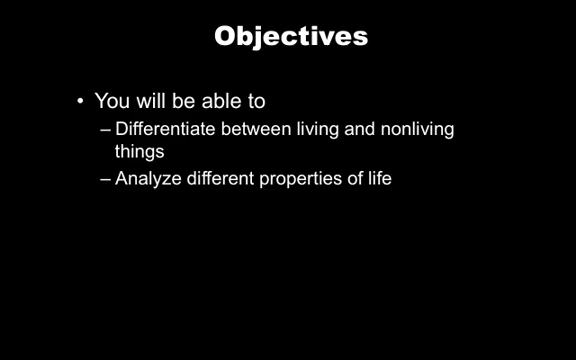 Objectives
• You will be able to
– Differentiate between living and nonliving
things
– Analyze different properties of life